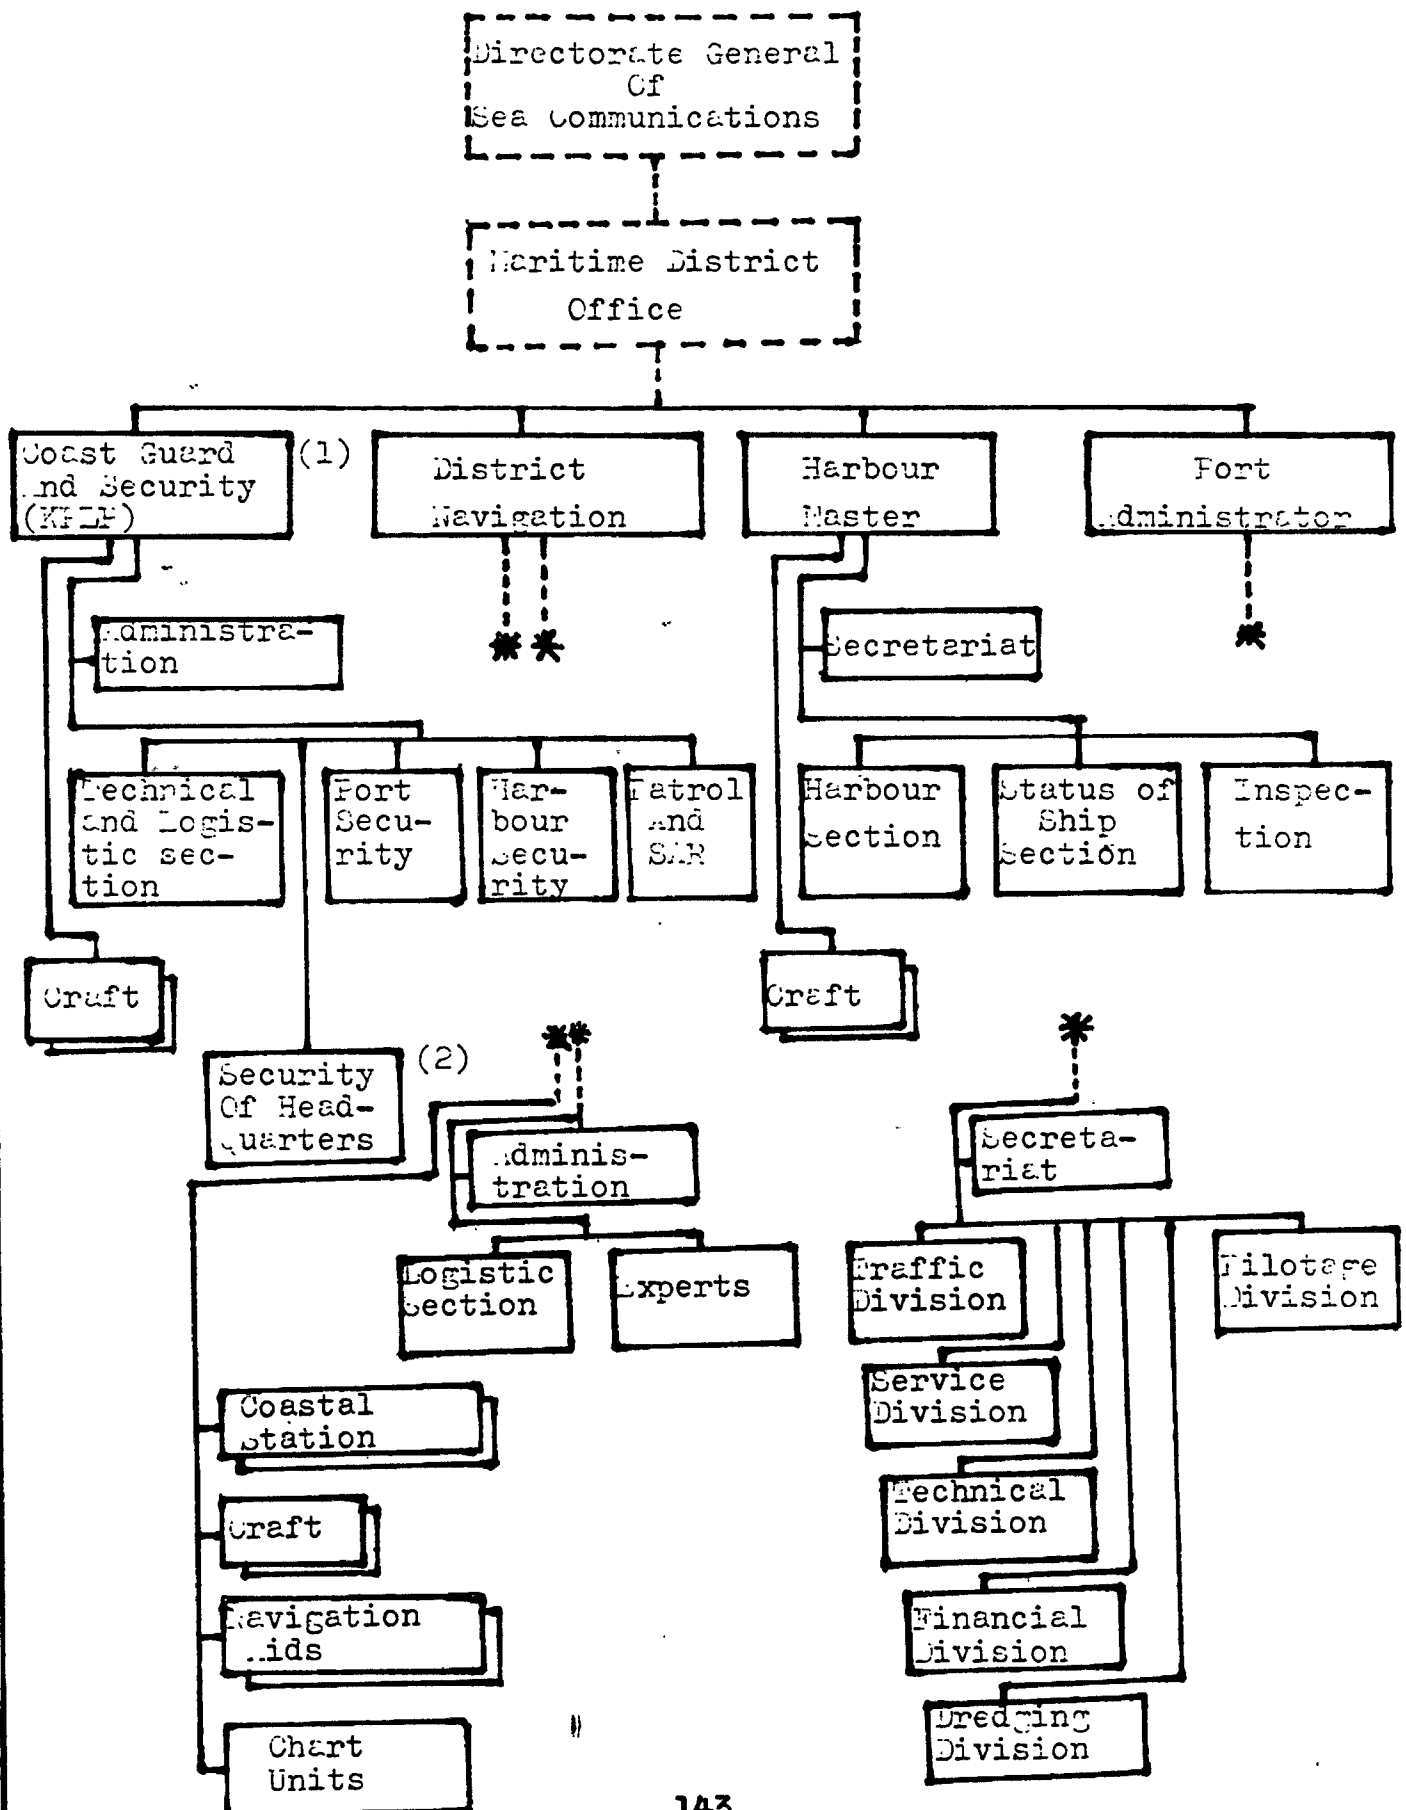 Directorate General
Of
Sea Communications
Maritime District
Office
Coast Guard
And Security
(KPLP)
(1)
District
Navigation
Harbour
Master
Port
Administrator
Administra-
tion
Secretariat
Technical
and Logis-
tic sec-
tion
Port
Secu-
rity
Har-
bour
Secu-
rity
Patrol
And
SAR
Harbour
Section
Status of
Ship
Section
Inspec-
tion
Craft
Craft
Security
Of Head-
quarters
(2)
Adminis-
tration
Secreta-
riat
Logistic
Section
Experts
Traffic
Division
Pilotage
Division
Service
Division
Coastal
Station
Technical
Division
Craft
Financial
Division
Navigation
Aids
Dredging
Division
Chart
Units
143